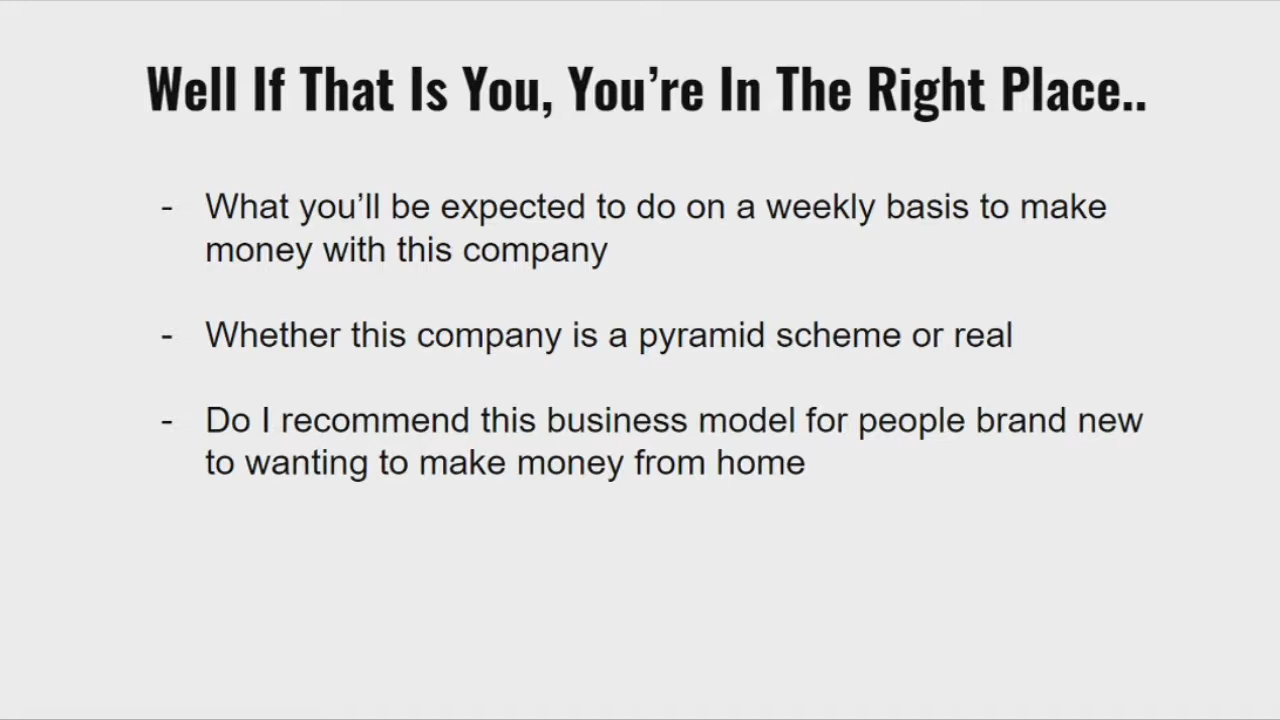 Well If That Is You, You’re In The Right Place..
- What you’ll be expected to do on a weekly basis to make
money with this company
- Whether this company is a pyramid scheme or real
- Do I recommend this business model for people brand new
to wanting to make money from home